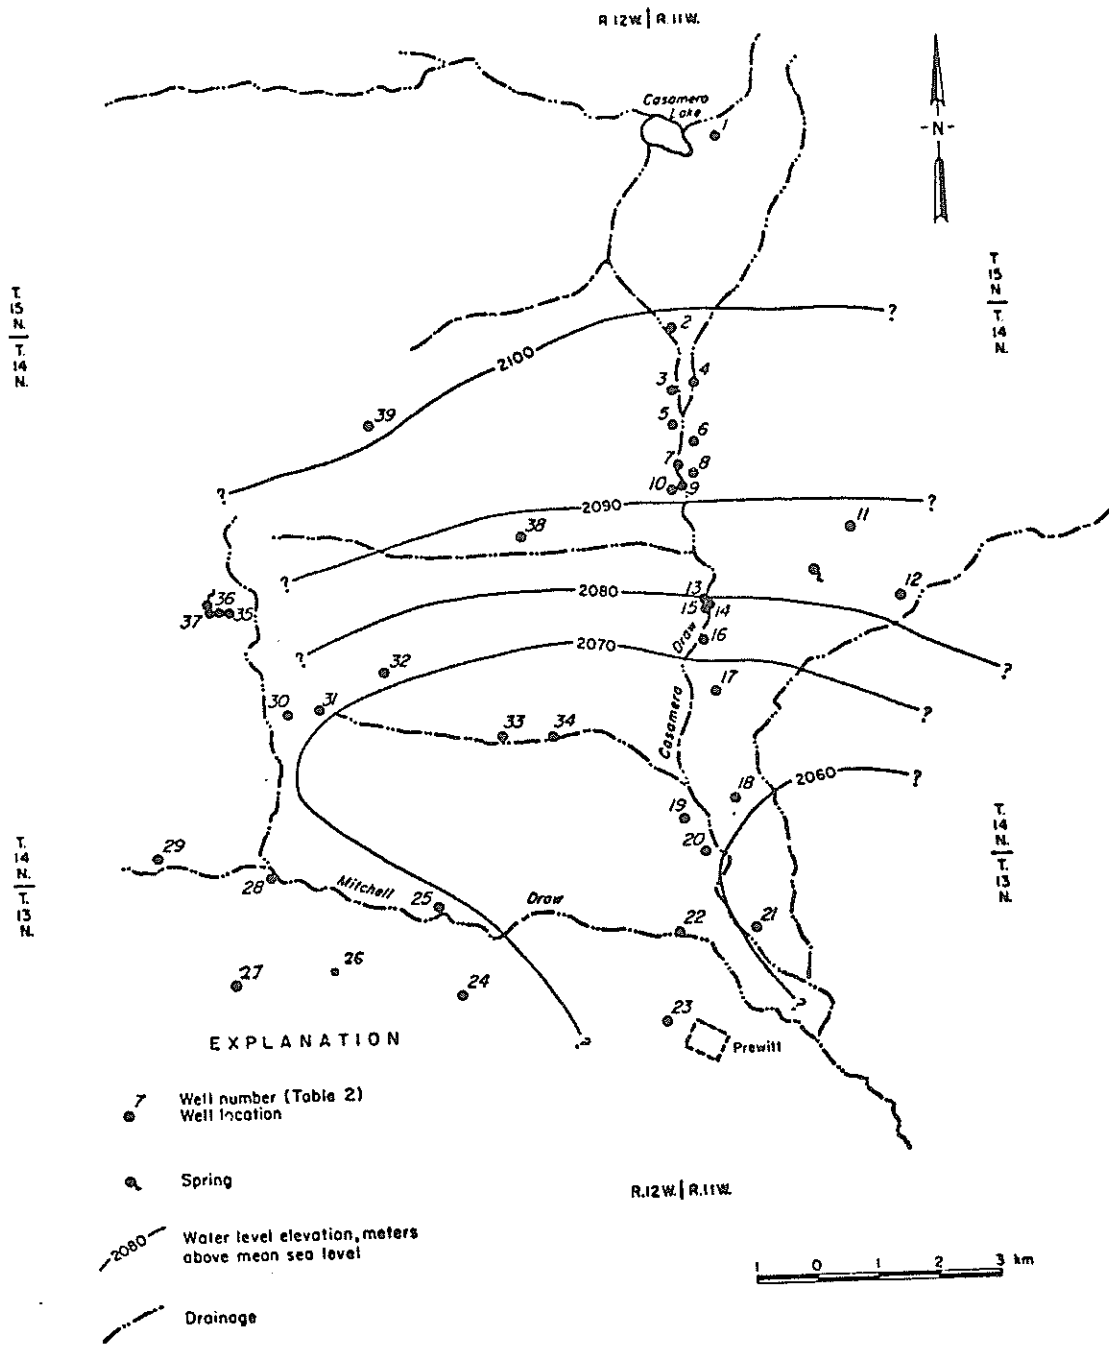 R.12W. R.11W.
Casamero
Lake
1
-N-
T.
15
N.
T.
14
N.
T.
15
N
T.
14
N.
2
2100
?
3
4
39
5
6
7
8
10
9
?
2090
?
38
11
?
2080
13
15
14
12
36
37
35
Draw
16
2070
?
?
32
17
30
31
33
34
Casamero
?
2060
?
18
19
20
T.
14
N.
T.
13
N.
T.
14
N.
T.
13
N.
29
28
Mitchell
25
Draw
22
21
27
26
24
?
23
?
Prewitt
EXPLANATION
7 Well number (Table 2)
Well location
Spring
2080 Water level elevation, meters
above mean sea level
Drainage
R.12W. R.11W.
1 0 1 2 3 km